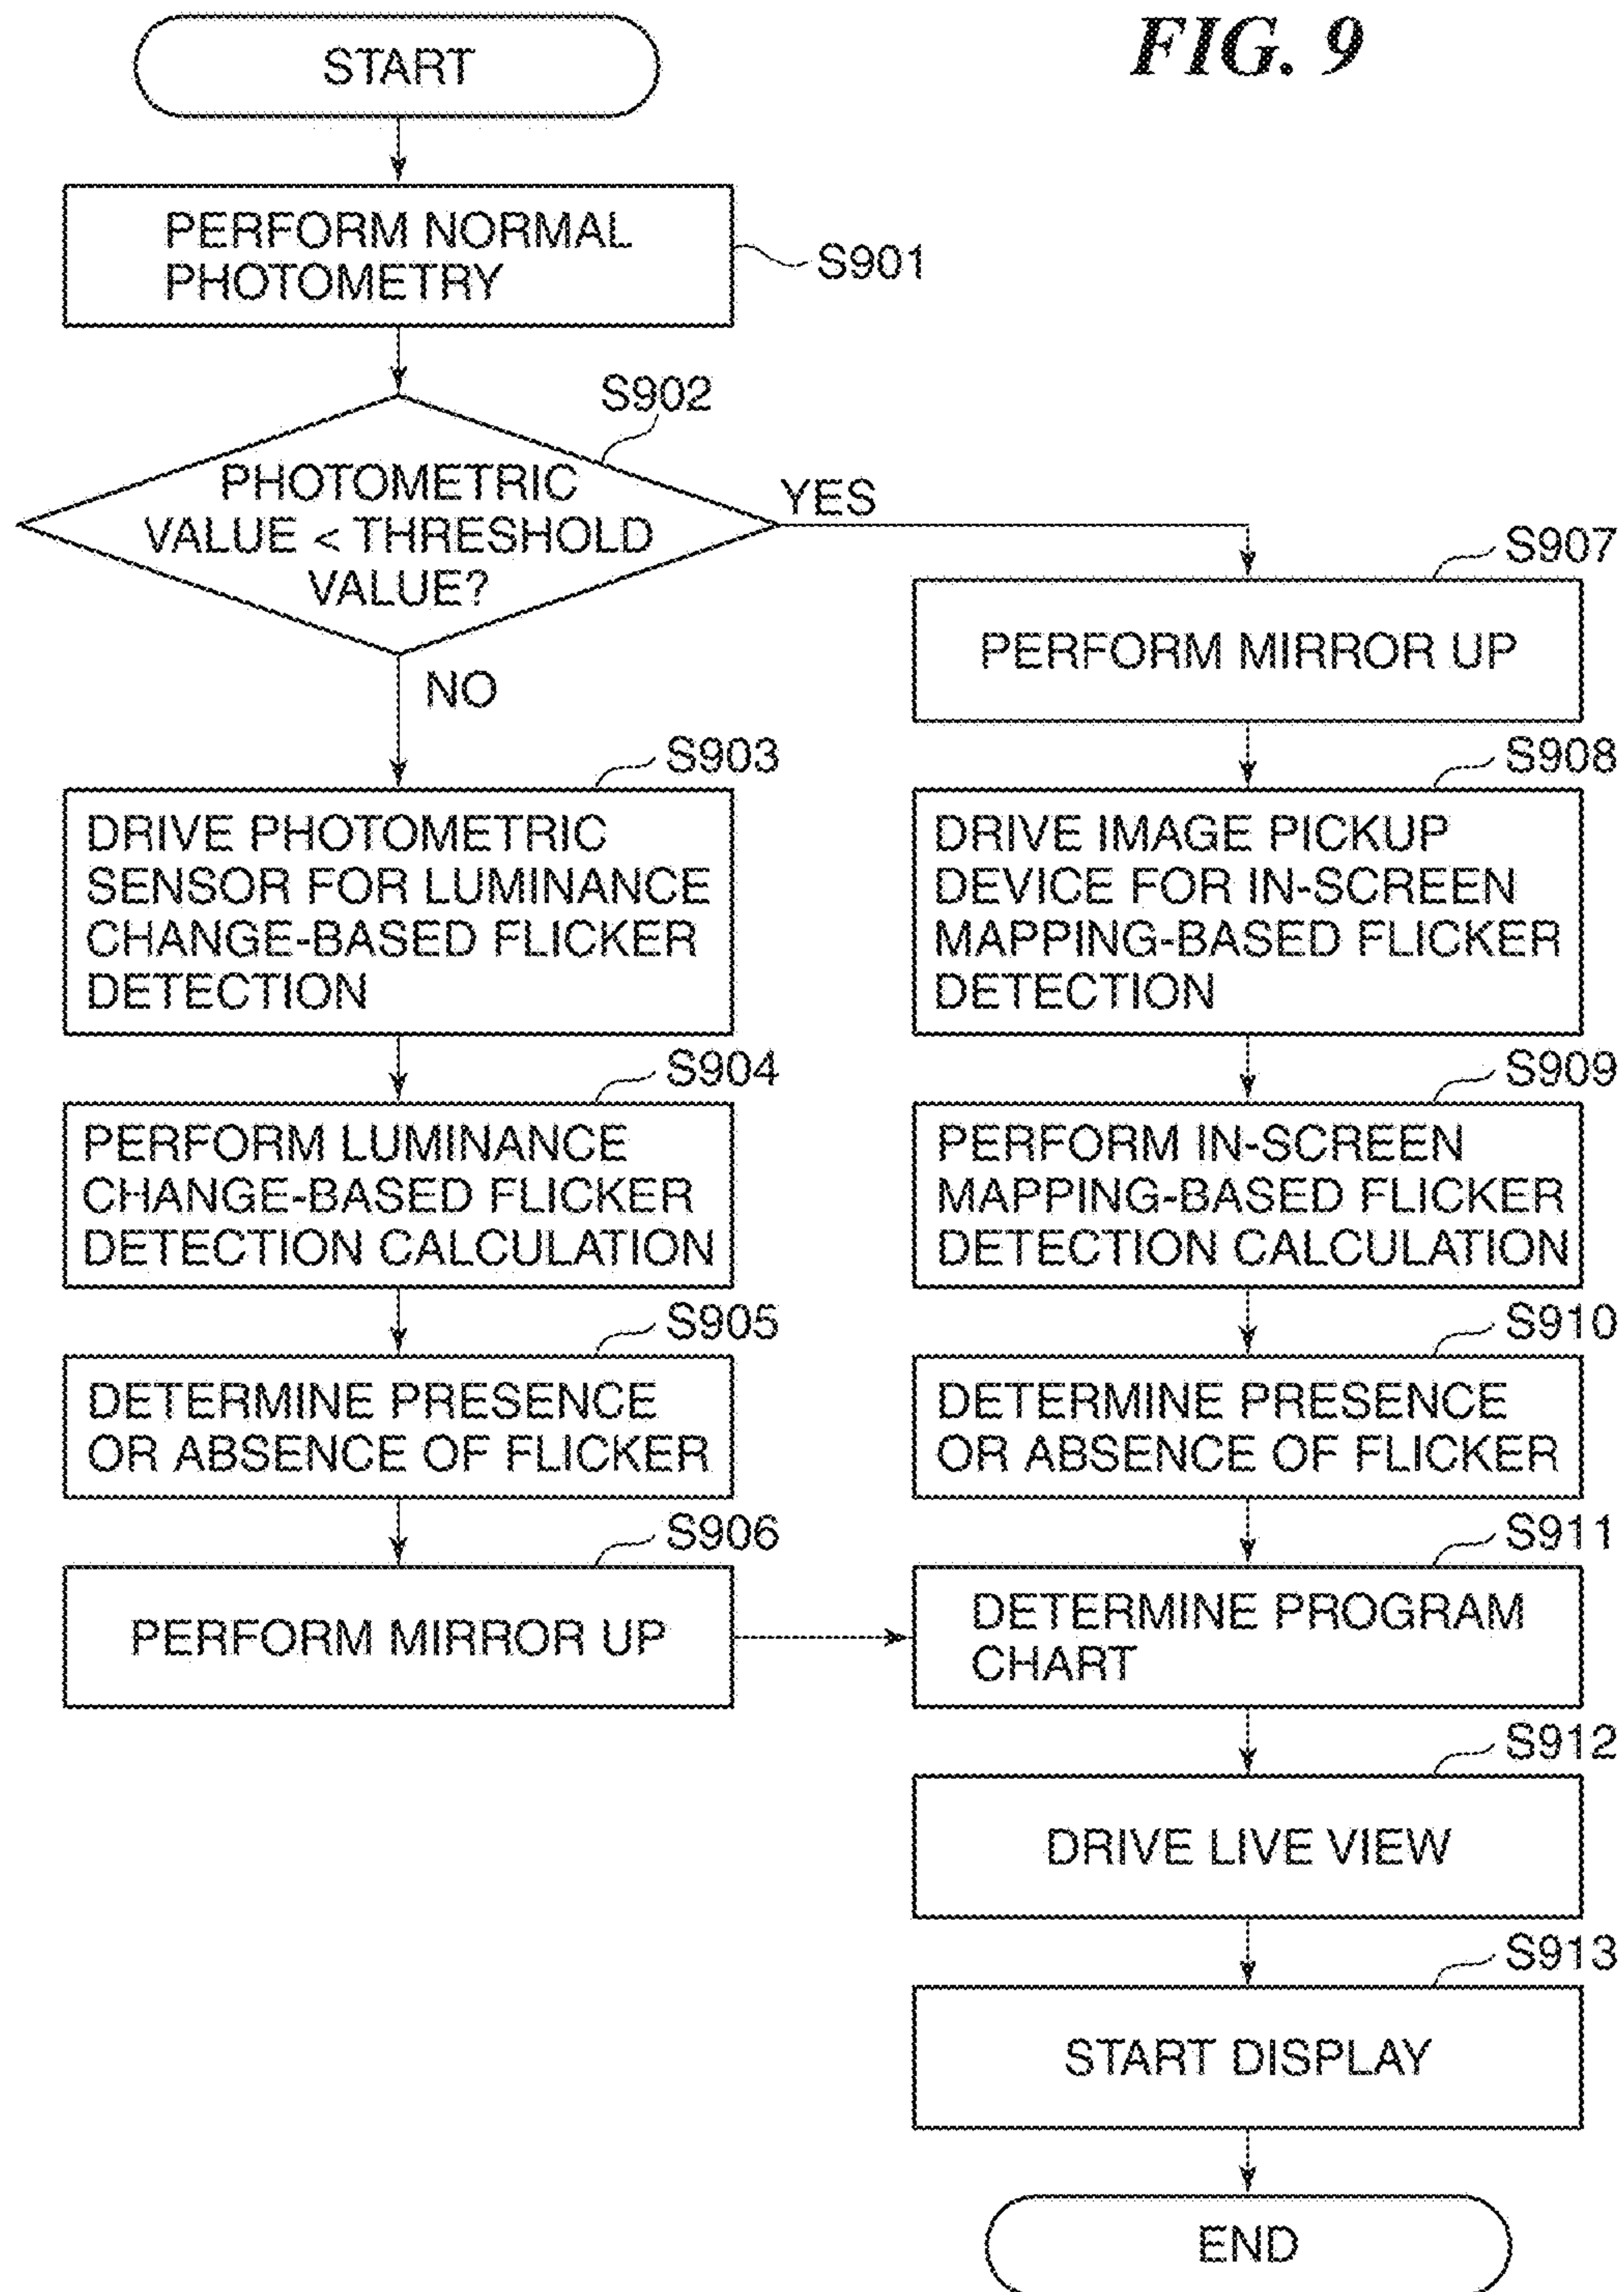 FIG. 9
START
PERFORM NORMAL
PHOTOMETRY
S901
S902
PHOTOMETRIC
VALUE < THRESHOLD
VALUE?
YES
NO
S903
DRIVE PHOTOMETRIC
SENSOR FOR LUMINANCE
CHANGE-BASED FLICKER
DETECTION
S904
PERFORM LUMINANCE
CHANGE-BASED FLICKER
DETECTION CALCULATION
S905
DETERMINE PRESENCE
OR ABSENCE OF FLICKER
S906
PERFORM MIRROR UP
S907
PERFORM MIRROR UP
S908
DRIVE IMAGE PICKUP
DEVICE FOR IN-SCREEN
MAPPING-BASED FLICKER
DETECTION
S909
PERFORM IN-SCREEN
MAPPING-BASED FLICKER
DETECTION CALCULATION
S910
DETERMINE PRESENCE
OR ABSENCE OF FLICKER
S911
DETERMINE PROGRAM
CHART
S912
DRIVE LIVE VIEW
S913
START DISPLAY
END